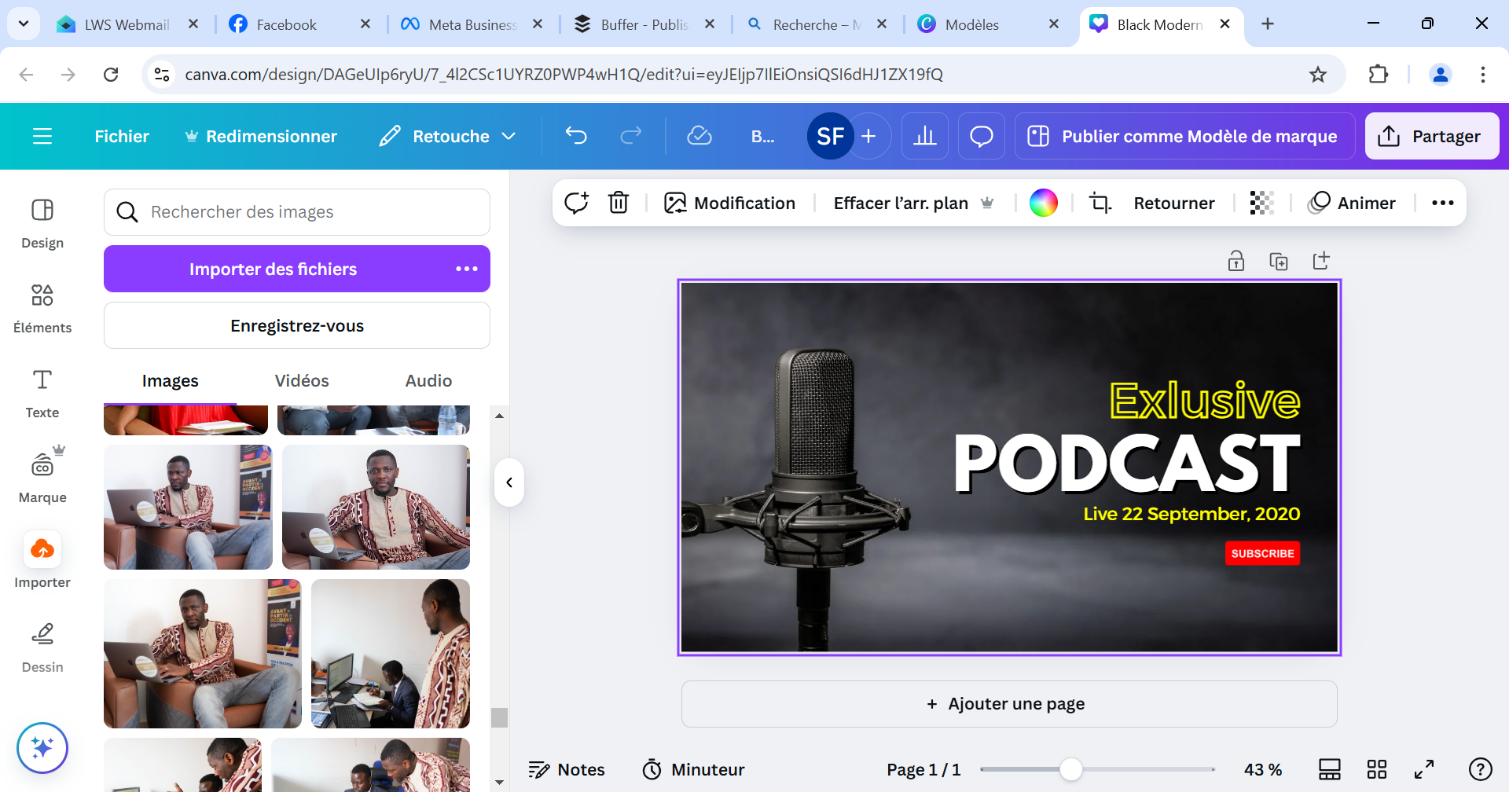 LWS Webmail
Facebook
Meta Business
Buffer - Publis
Recherche – M
Modèles
Black Modern
canva.com/design/DAGeUIp6ryU/7_4l2CSc1UYRZ0PWP4wH1Q/edit?ui=eyJEIjp7IlEiOnsiQSI6dHJ1ZX19fQ
Fichier
Redimensionner
Retouche
B...
SF
Publier comme Modèle de marque
Partager
Design
Éléments
Texte
Marque
Importer
Dessin
Rechercher des images
Importer des fichiers
Enregistrez-vous
Images
Vidéos
Audio
AVANT
PARTIR
Modification
Effacer l’arr. plan
Retourner
Animer
Exlusive
PODCAST
Live 22 September, 2020
SUBSCRIBE
+ Ajouter une page
Notes
Minuteur
Page 1 / 1
43 %